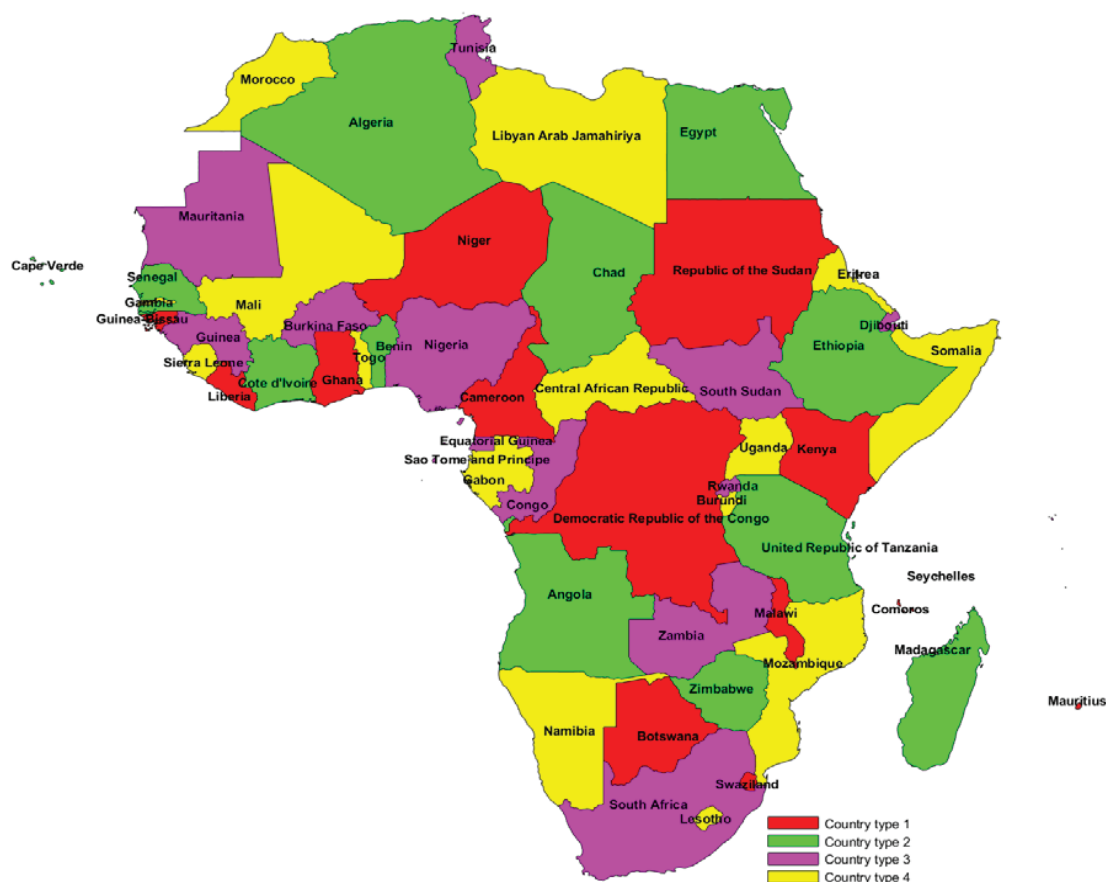 Tunisia
Morocco
Algeria
Libyan Arab Jamahiriya
Egypt
Mauritania
Niger
Cape Verde
Senegal
Chad
Republic of the Sudan
Eritrea
Gambia
Mali
Guinea-Bissau
Guinea
Burkina Faso
Nigeria
Djibouti
Benin
Ethiopia
Somalia
Sierra Leone
Togo
Cote d'Ivoire
Ghana
Central African Republic
South Sudan
Liberia
Cameroon
Equatorial Guinea
Uganda
Kenya
Sao Tome and Principe
Gabon
Rwanda
Congo
Burundi
Democratic Republic of the Congo
United Republic of Tanzania
Seychelles
Angola
Malawi
Comoros
Zambia
Madagascar
Mozambique
Zimbabwe
Mauritius
Namibia
Botswana
Swaziland
South Africa
Lesotho
Country type 1
Country type 2
Country type 3
Country type 4